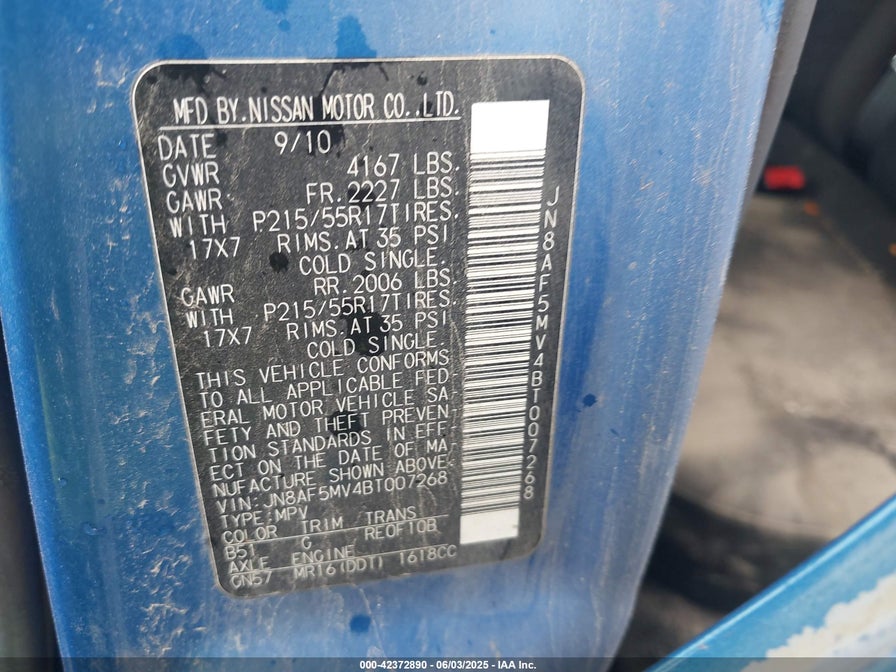 MFD BY.NISSAN MOTOR CO.,LTD.
DATE 9/10
GVWR 4167 LBS.
GAWR FR.2227 LBS.
WITH P215/55R17TIRES.
17X7 RIMS.AT 35 PSI
COLD SINGLE.
GAWR RR.2006 LBS.
WITH P215/55R17TIRES.
17X7 RIMS.AT 35 PSI
COLD SINGLE.
THIS VEHICLE CONFORMS
TO ALL APPLICABLE FED
ERAL MOTOR VEHICLE SA-
FETY AND THEFT PREVEN-
TION STANDARDS IN EFF-
ECT ON THE DATE OF MA-
NUFACTURE SHOWN ABOVE.
VIN: JN8AF5MV4BT007268
TYPE:MPV
COLOR TRIM TRANS
B51 G RE0F10B
AXLE ENGINE
GN57 MR16(DDT) 1618CC
JN8AF5MV4BT007268
000-42372890 - 06/03/2025 - IAA Inc.